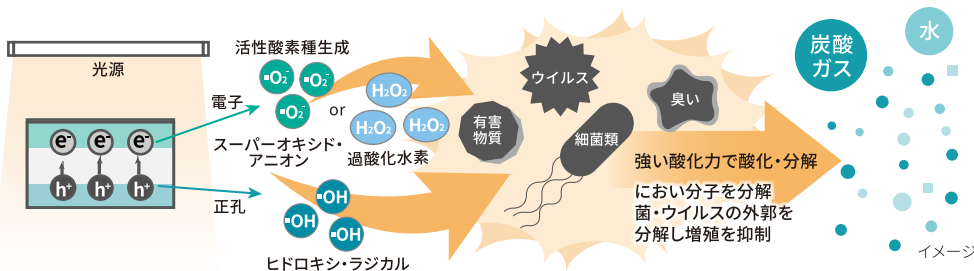 光源
e-
e-
e-
h+
h+
h+
電子
正孔
活性酸素種生成
•O2-
•O2-
•O2-
スーパーオキシド・
アニオン
or
H2O2
H2O2
H2O2
過酸化水素
•OH
•OH
•OH
ヒドロキシ・ラジカル
ウイルス
有害
物質
細菌類
臭い
強い酸化力で酸化・分解
におい分子を分解
菌・ウイルスの外郭を
分解し増殖を抑制
炭酸
ガス
水
イメージ